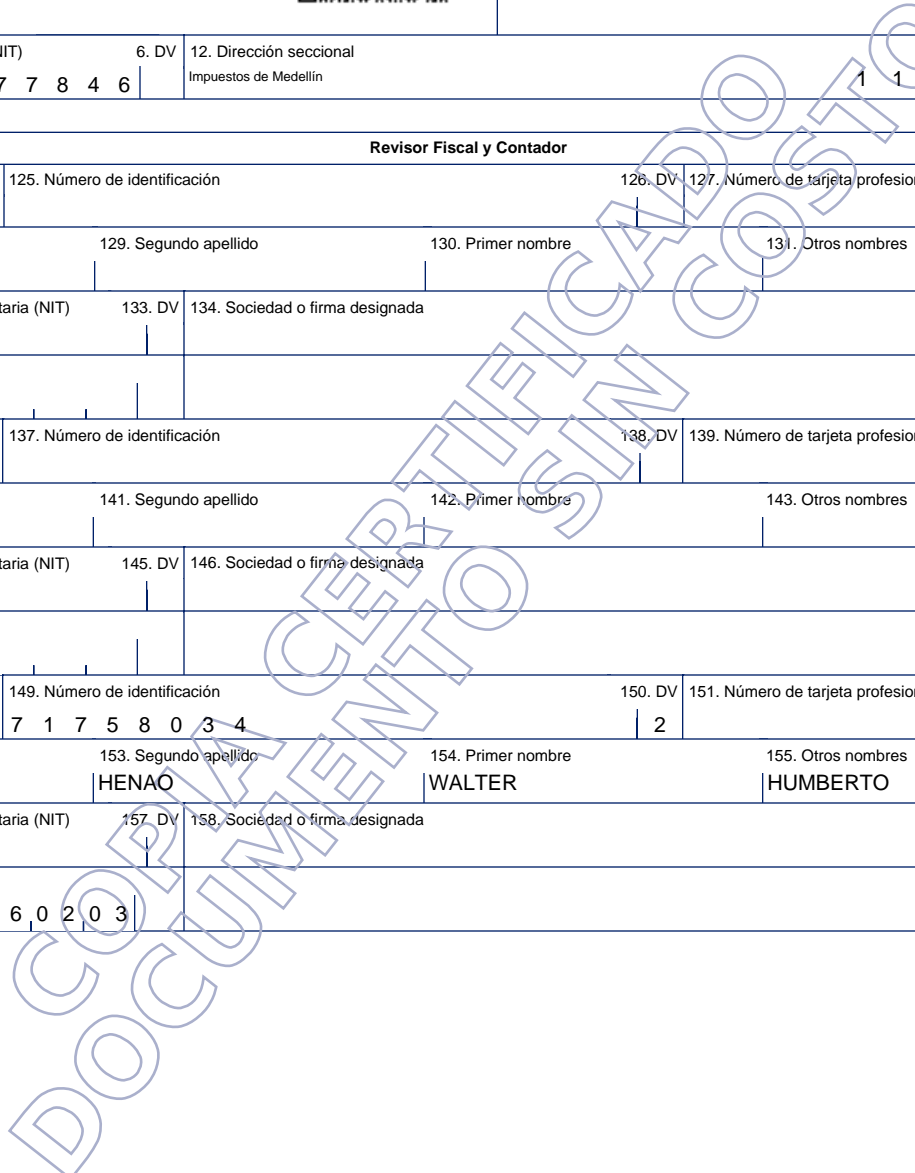 IT) 6. DV 12. Dirección seccional
7 7 8 4 6 Impuestos de Medellín 1 1
Revisor Fiscal y Contador
125. Número de identificación 126. DV 127. Número de tarjeta profesion
129. Segundo apellido 130. Primer nombre 131. Otros nombres
taria (NIT) 133. DV 134. Sociedad o firma designada
137. Número de identificación 138. DV 139. Número de tarjeta profesion
141. Segundo apellido 142. Primer nombre 143. Otros nombres
taria (NIT) 145. DV 146. Sociedad o firma designada
149. Número de identificación 150. DV 151. Número de tarjeta profesion
7 1 7 5 8 0 3 4 2
153. Segundo apellido 154. Primer nombre 155. Otros nombres
HENAO WALTER HUMBERTO
taria (NIT) 157. DV 158. Sociedad o firma designada
6 0 2 0 3
COPIA CERTIFICADO
DOCUMENTO SIN COSTO